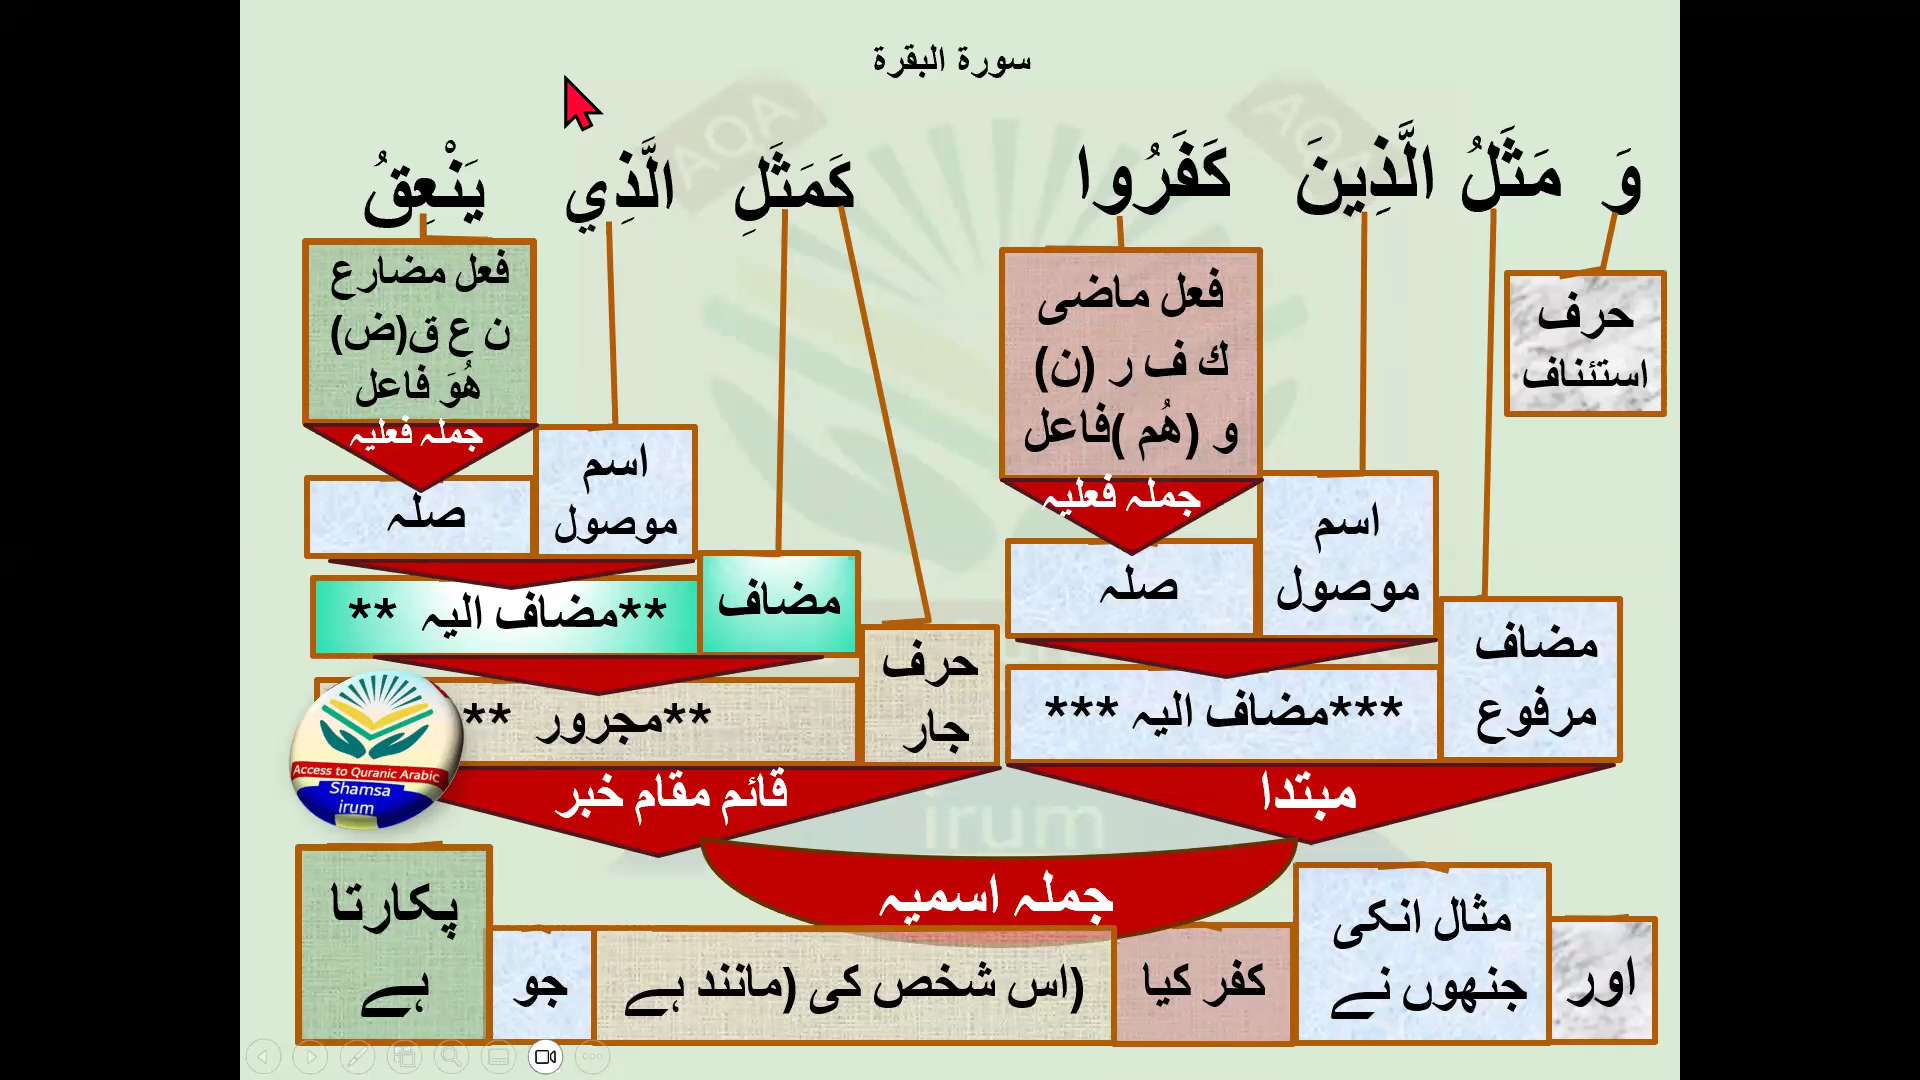 سورة البقرة
وَ مَثَلُ الَّذِينَ كَفَرُوا كَمَثَلِ الَّذِي يَنْعِقُ
حرف
استئناف
فعل ماضی
ك ف ر (ن)
و (هُم )فاعل
جملہ فعلیہ
اسم
موصول
صلہ
مضاف
مرفوع
***مضاف الیہ ***
مبتدا
فعل مضارع
ن ع ق(ض)
هُوَ فاعل
جملہ فعلیہ
اسم
موصول
صلہ
مضاف
**مضاف الیہ **
حرف
جار
**مجرور **
قائم مقام خبر
جملہ اسمیہ
اور
مثال انکی
جنھوں نے
کفر کیا
(اس شخص کی (مانند ہے
جو
پکارتا
ہے
Access to Quranic Arabic
Shamsa
irum
AQA
AQA
irum